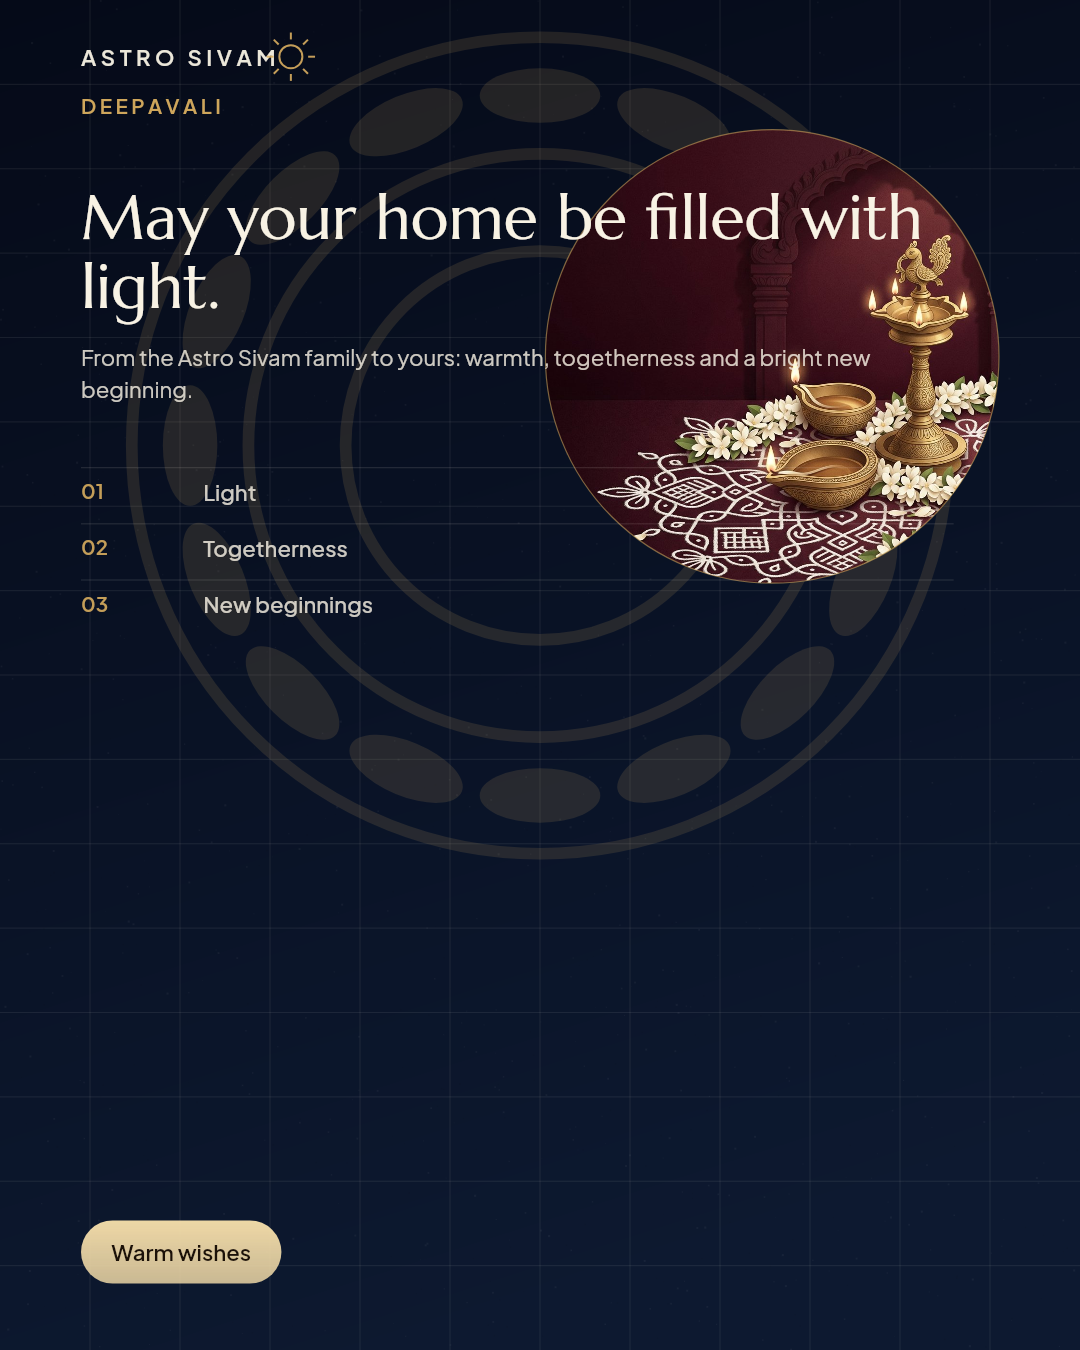 ASTRO SIVAM
DEEPAVALI
May your home be filled with
light.
From the Astro Sivam family to yours: warmth, togetherness and a bright new
beginning.
01 Light
02 Togetherness
03 New beginnings
Warm wishes